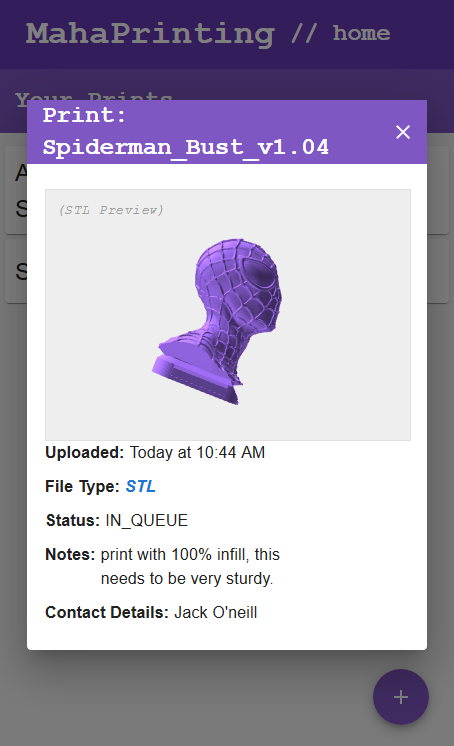 MahaPrinting // home
Your Prints
Print:
Spiderman_Bust_v1.04
(STL Preview)
Uploaded: Today at 10:44 AM
File Type: STL
Status: IN_QUEUE
Notes: print with 100% infill, this
needs to be very sturdy.
Contact Details: Jack O'neill